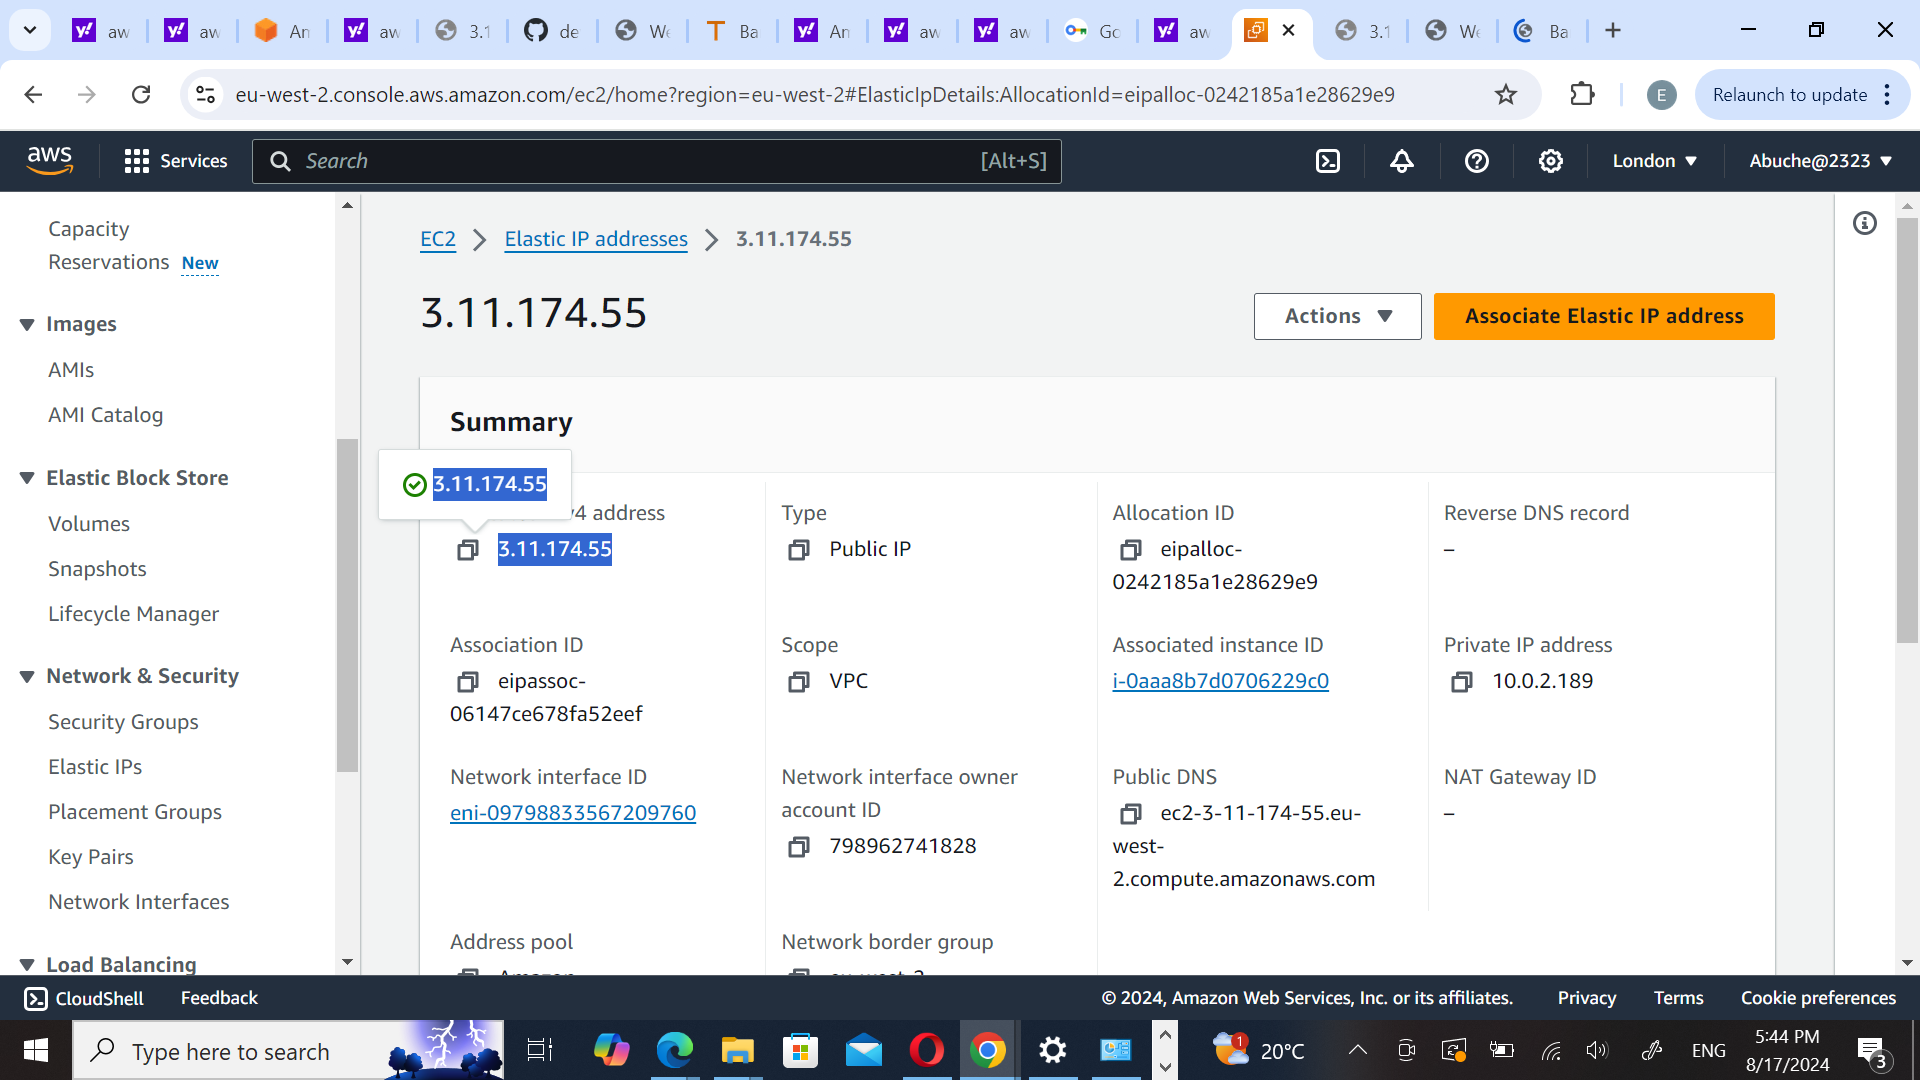 aw
aw
An
aw
3.1
de
We
Ba
An
aw
aw
Go
aw
3.1
We
Ba
eu-west-2.console.aws.amazon.com/ec2/home?region=eu-west-2#ElasticIpDetails:AllocationId=eipalloc-0242185a1e28629e9
E
Relaunch to update
aws
Services
Search
[Alt+S]
London
Abuche@2323
Capacity
Reservations New
Images
AMIs
AMI Catalog
Elastic Block Store
Volumes
Snapshots
Lifecycle Manager
Network & Security
Security Groups
Elastic IPs
Placement Groups
Key Pairs
Network Interfaces
Load Balancing
EC2 > Elastic IP addresses > 3.11.174.55
3.11.174.55
Actions
Associate Elastic IP address
Summary
3.11.174.55
v4 address
3.11.174.55
Type
Public IP
Allocation ID
eipalloc-
0242185a1e28629e9
Reverse DNS record
–
Association ID
eipassoc-
06147ce678fa52eef
Scope
VPC
Associated instance ID
i-0aaa8b7d0706229c0
Private IP address
10.0.2.189
Network interface ID
eni-09798833567209760
Network interface owner
account ID
798962741828
Public DNS
ec2-3-11-174-55.eu-
west-
2.compute.amazonaws.com
NAT Gateway ID
–
Address pool
Amazon
Network border group
eu-west-2
CloudShell
Feedback
© 2024, Amazon Web Services, Inc. or its affiliates.
Privacy
Terms
Cookie preferences
Type here to search
1
20°C
ENG
5:44 PM
8/17/2024
3